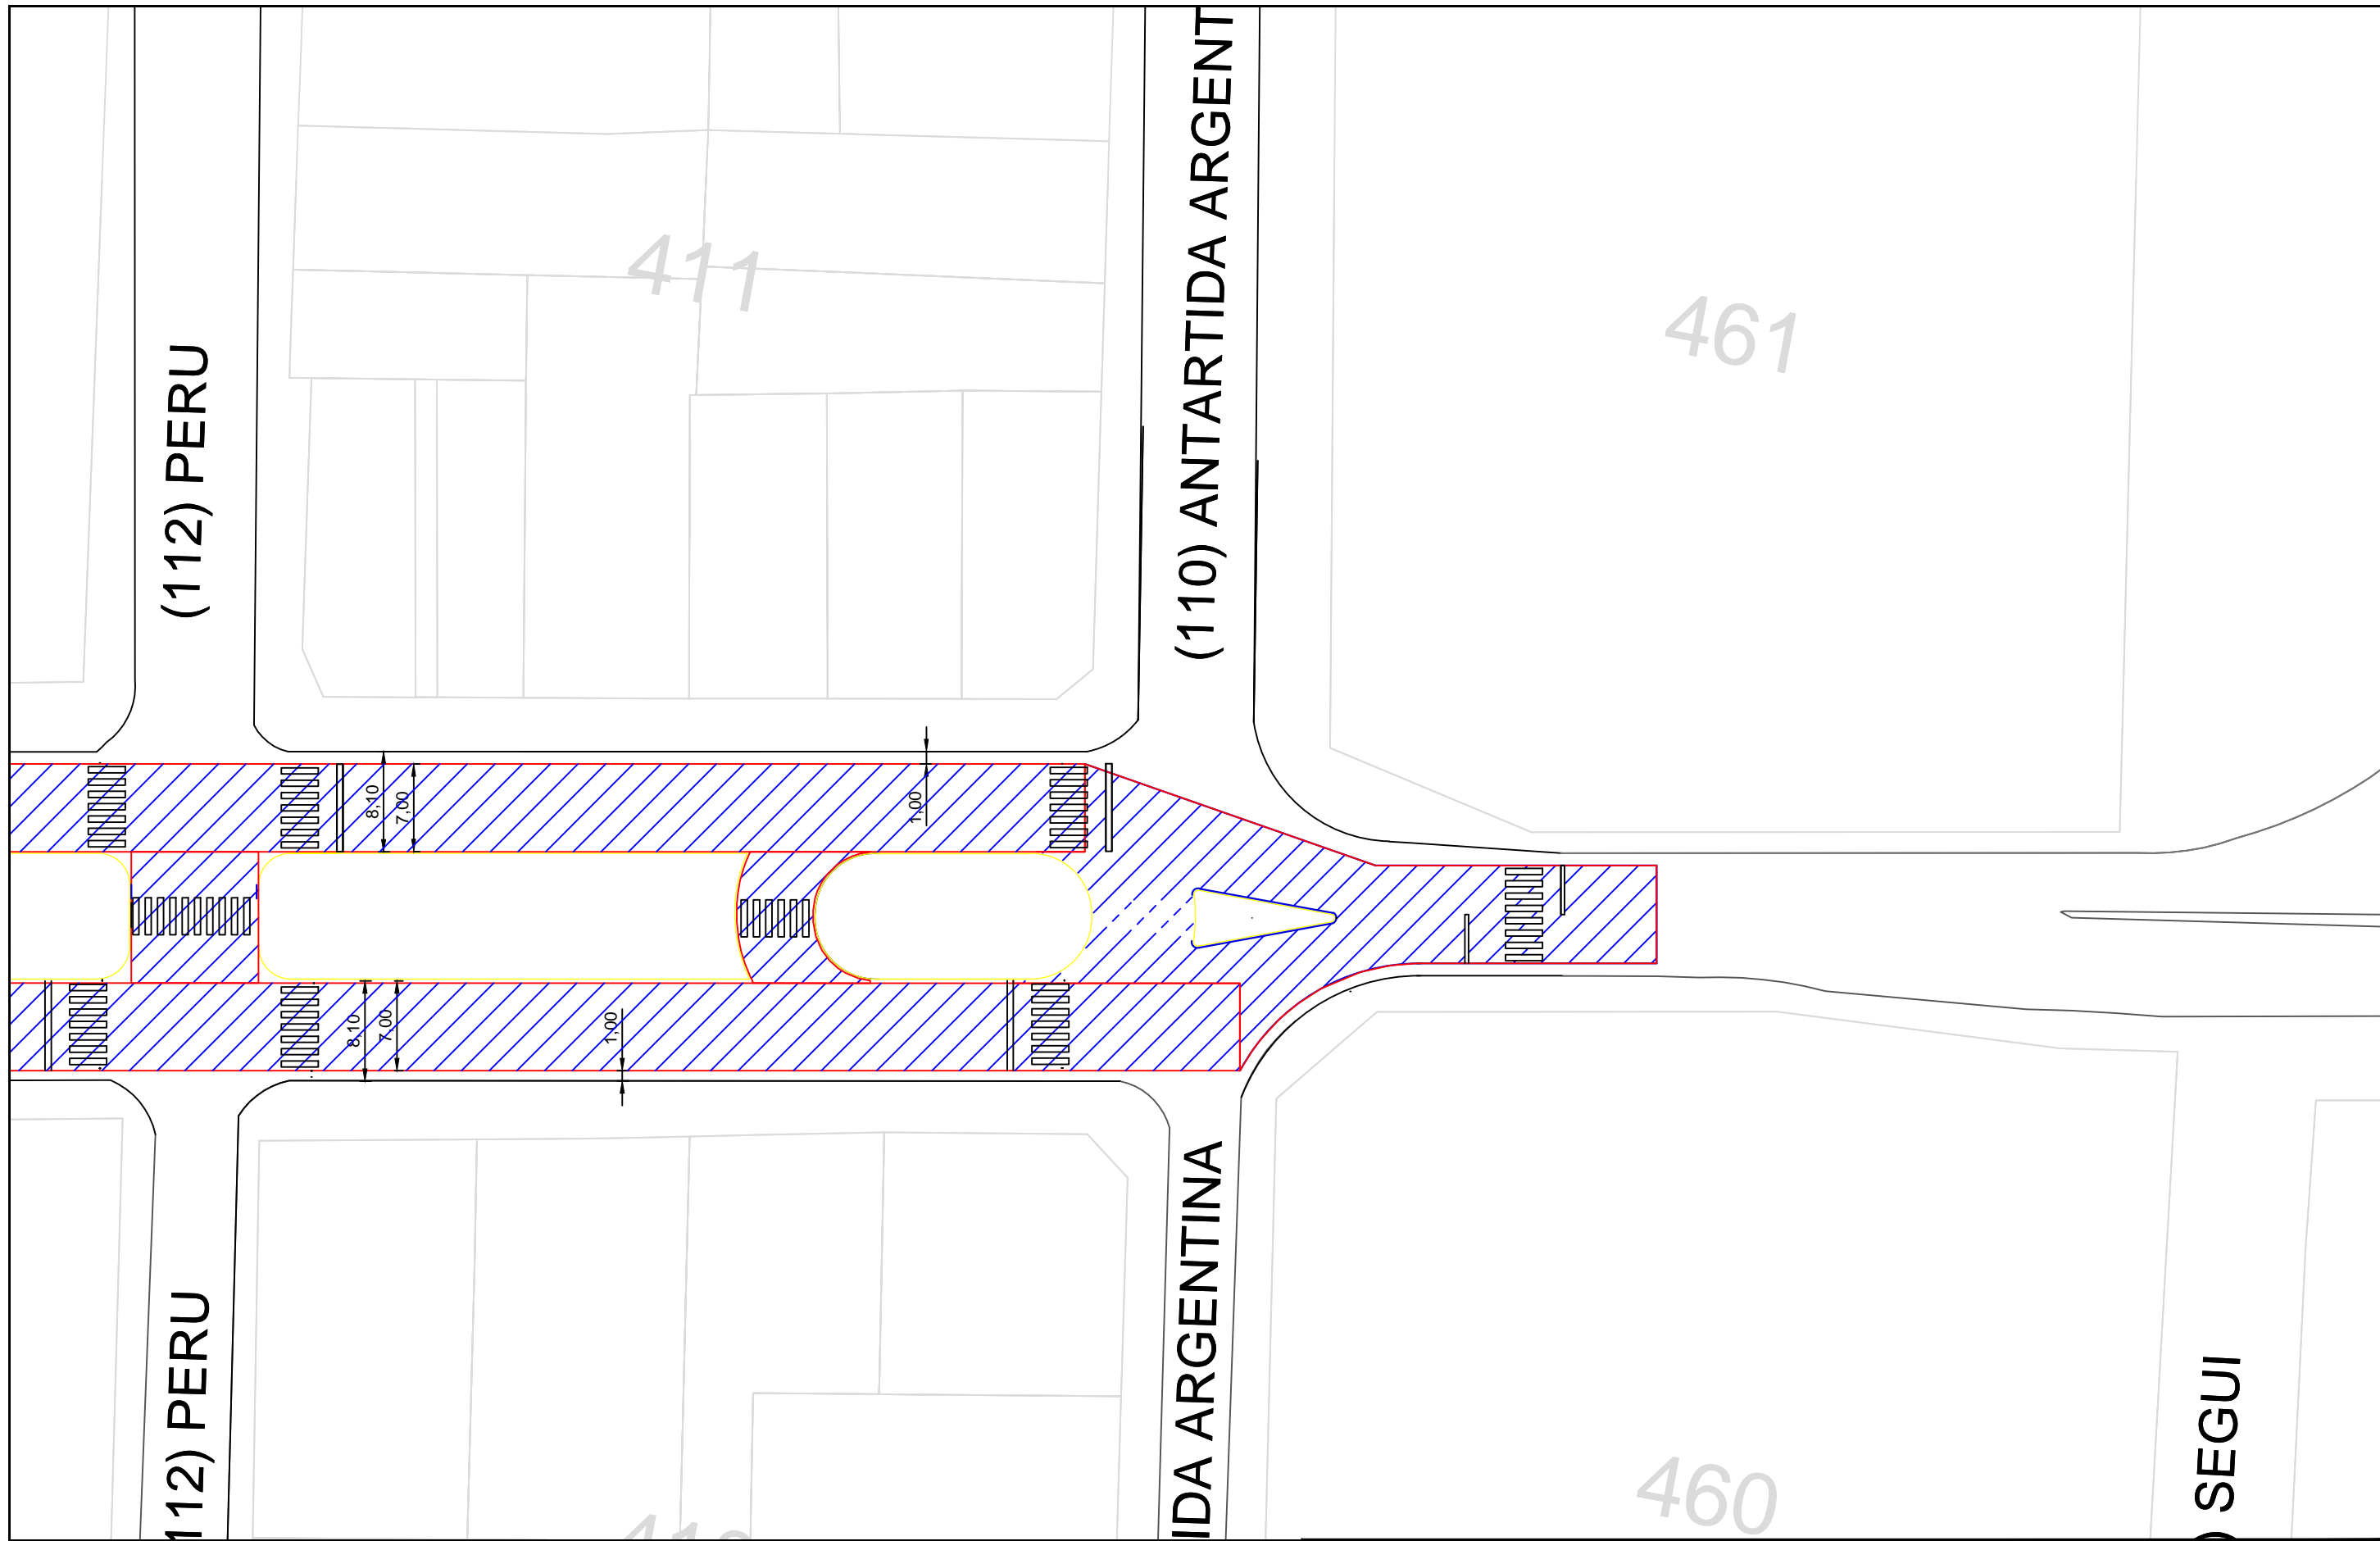 (110) ANTARTIDA ARGENT
411
461
(112) PERU
8,10
7,00
1,00
8,10
7,00
1,00
112) PERU
IDA ARGENTINA
460
) SEGUI